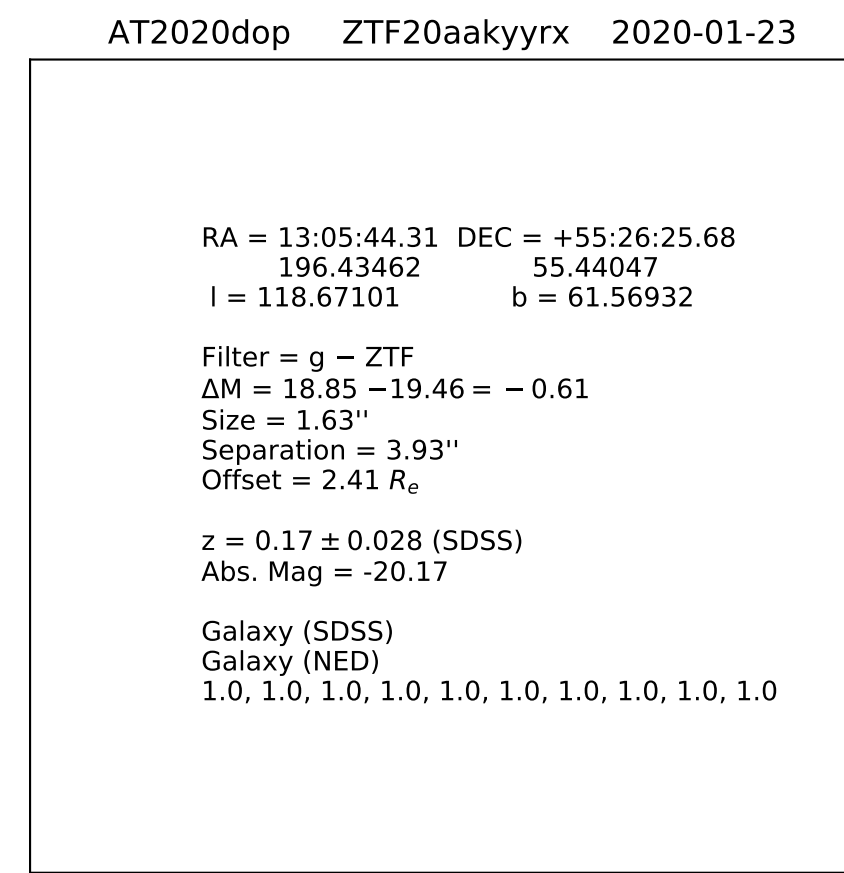 AT2020dop ZTF20aakyyrx 2020-01-23
RA = 13:05:44.31 DEC = +55:26:25.68
196.43462 55.44047
l = 118.67101 b = 61.56932
Filter = g − ZTF
ΔM = 18.85 −19.46 = − 0.61
Size = 1.63''
Separation = 3.93''
Offset = 2.41 Rₑ
z = 0.17 ± 0.028 (SDSS)
Abs. Mag = -20.17
Galaxy (SDSS)
Galaxy (NED)
1.0, 1.0, 1.0, 1.0, 1.0, 1.0, 1.0, 1.0, 1.0, 1.0